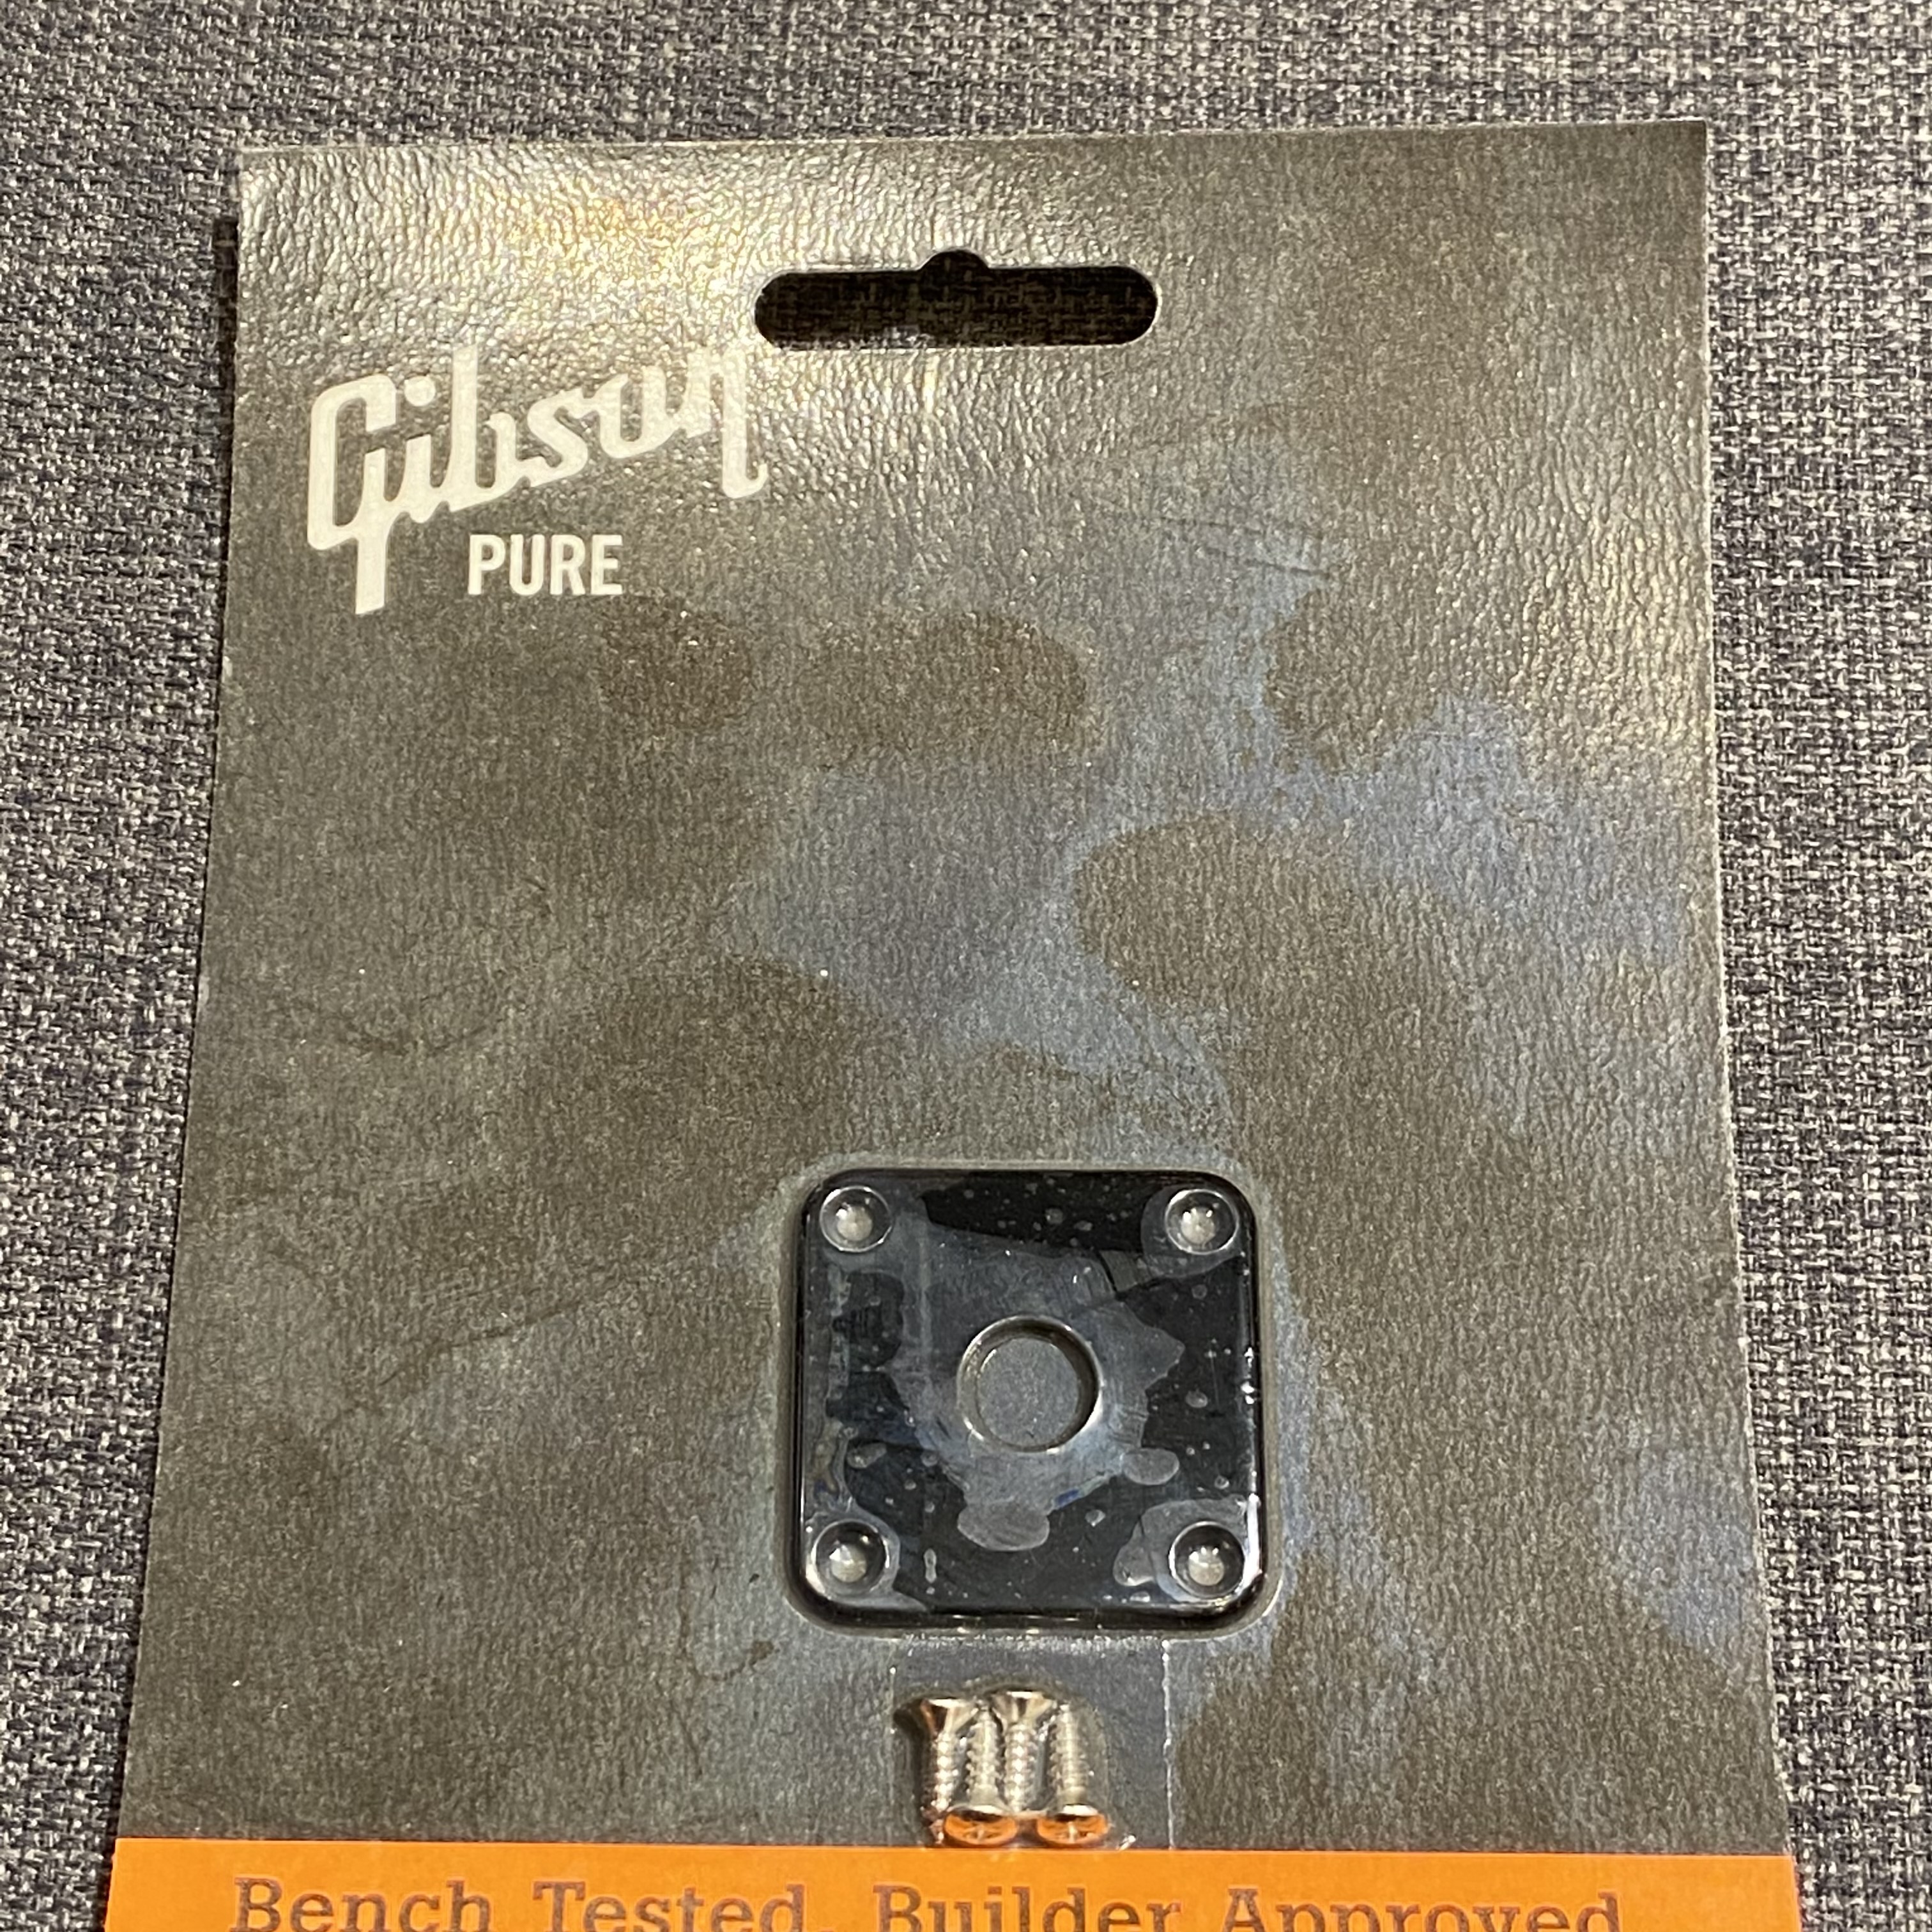 Gibson
PURE
Bench Tested. Builder Approved